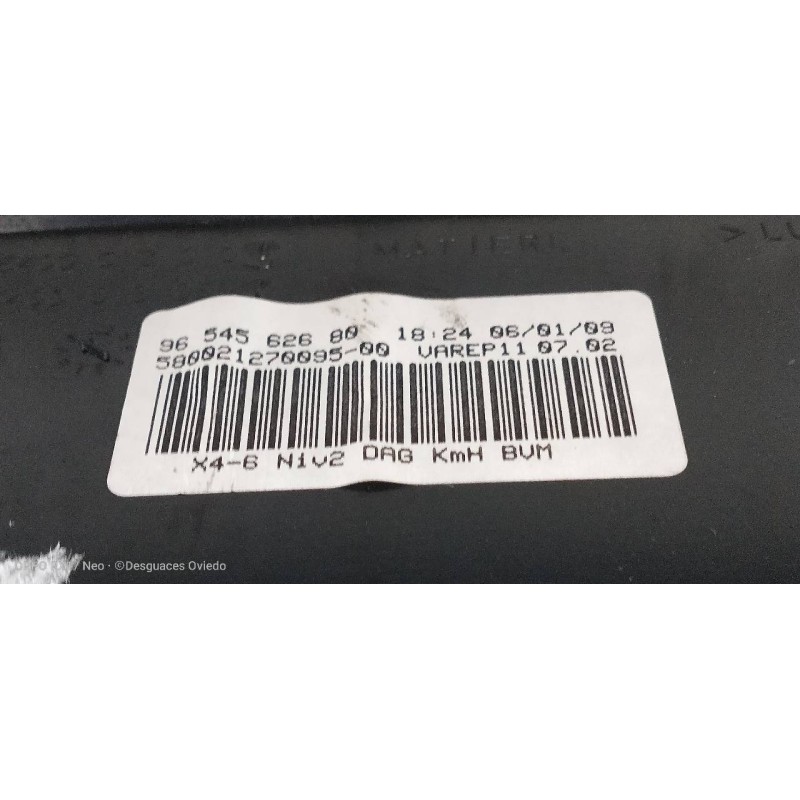 MATIERE
> LU
96 545 626 80 18:24 06/01/09
580021270095-00 VAREP11 07.02
X4-6 Niv2 DAG KmH BVM
Neo · ©Desguaces Oviedo